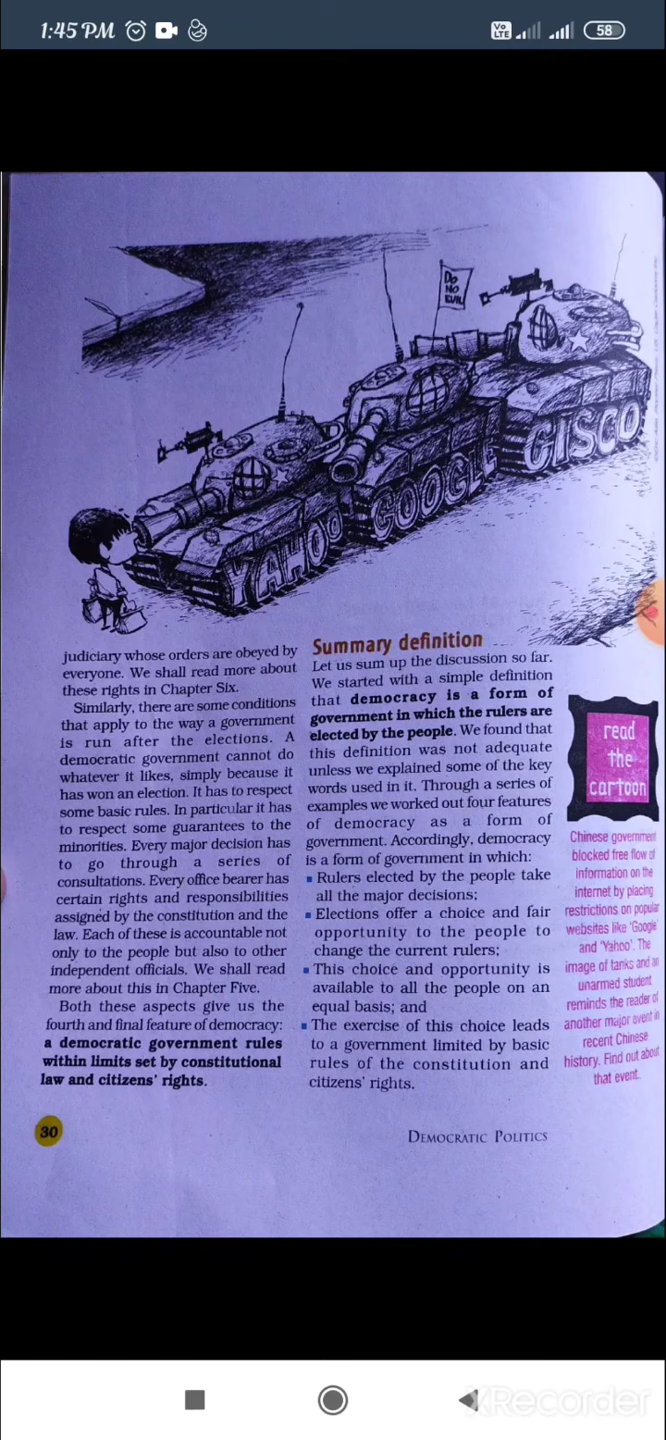 1:45 PM
Vo
LTE
58
DO
NO
EVIL
YAHOO
GOOGLE
CISCO
judiciary whose orders are obeyed by
everyone. We shall read more about
these rights in Chapter Six.
Similarly, there are some conditions
that apply to the way a government
is run after the elections. A
democratic government cannot do
whatever it likes, simply because it
has won an election. It has to respect
some basic rules. In particular it has
to respect some guarantees to the
minorities. Every major decision has
to go through a series of
consultations. Every office bearer has
certain rights and responsibilities
assigned by the constitution and the
law. Each of these is accountable not
only to the people but also to other
independent officials. We shall read
more about this in Chapter Five.
Both these aspects give us the
fourth and final feature of democracy:
a democratic government rules
within limits set by constitutional
law and citizens' rights.
Summary definition
Let us sum up the discussion so far.
We started with a simple definition
that democracy is a form of
government in which the rulers are
elected by the people. We found that
this definition was not adequate
unless we explained some of the key
words used in it. Through a series of
examples we worked out four features
of democracy as a form of
government. Accordingly, democracy
is a form of government in which:
▪ Rulers elected by the people take
all the major decisions;
▪ Elections offer a choice and fair
opportunity to the people to
change the current rulers;
▪ This choice and opportunity is
available to all the people on an
equal basis; and
▪ The exercise of this choice leads
to a government limited by basic
rules of the constitution and
citizens' rights.
read
the
cartoon
Chinese government
blocked free flow of
information on the
internet by placing
restrictions on popular
websites like 'Google'
and 'Yahoo'. The
image of tanks and an
unarmed student
reminds the reader of
another major event in
recent Chinese
history. Find out about
that event.
30
DEMOCRATIC POLITICS
XRecorder